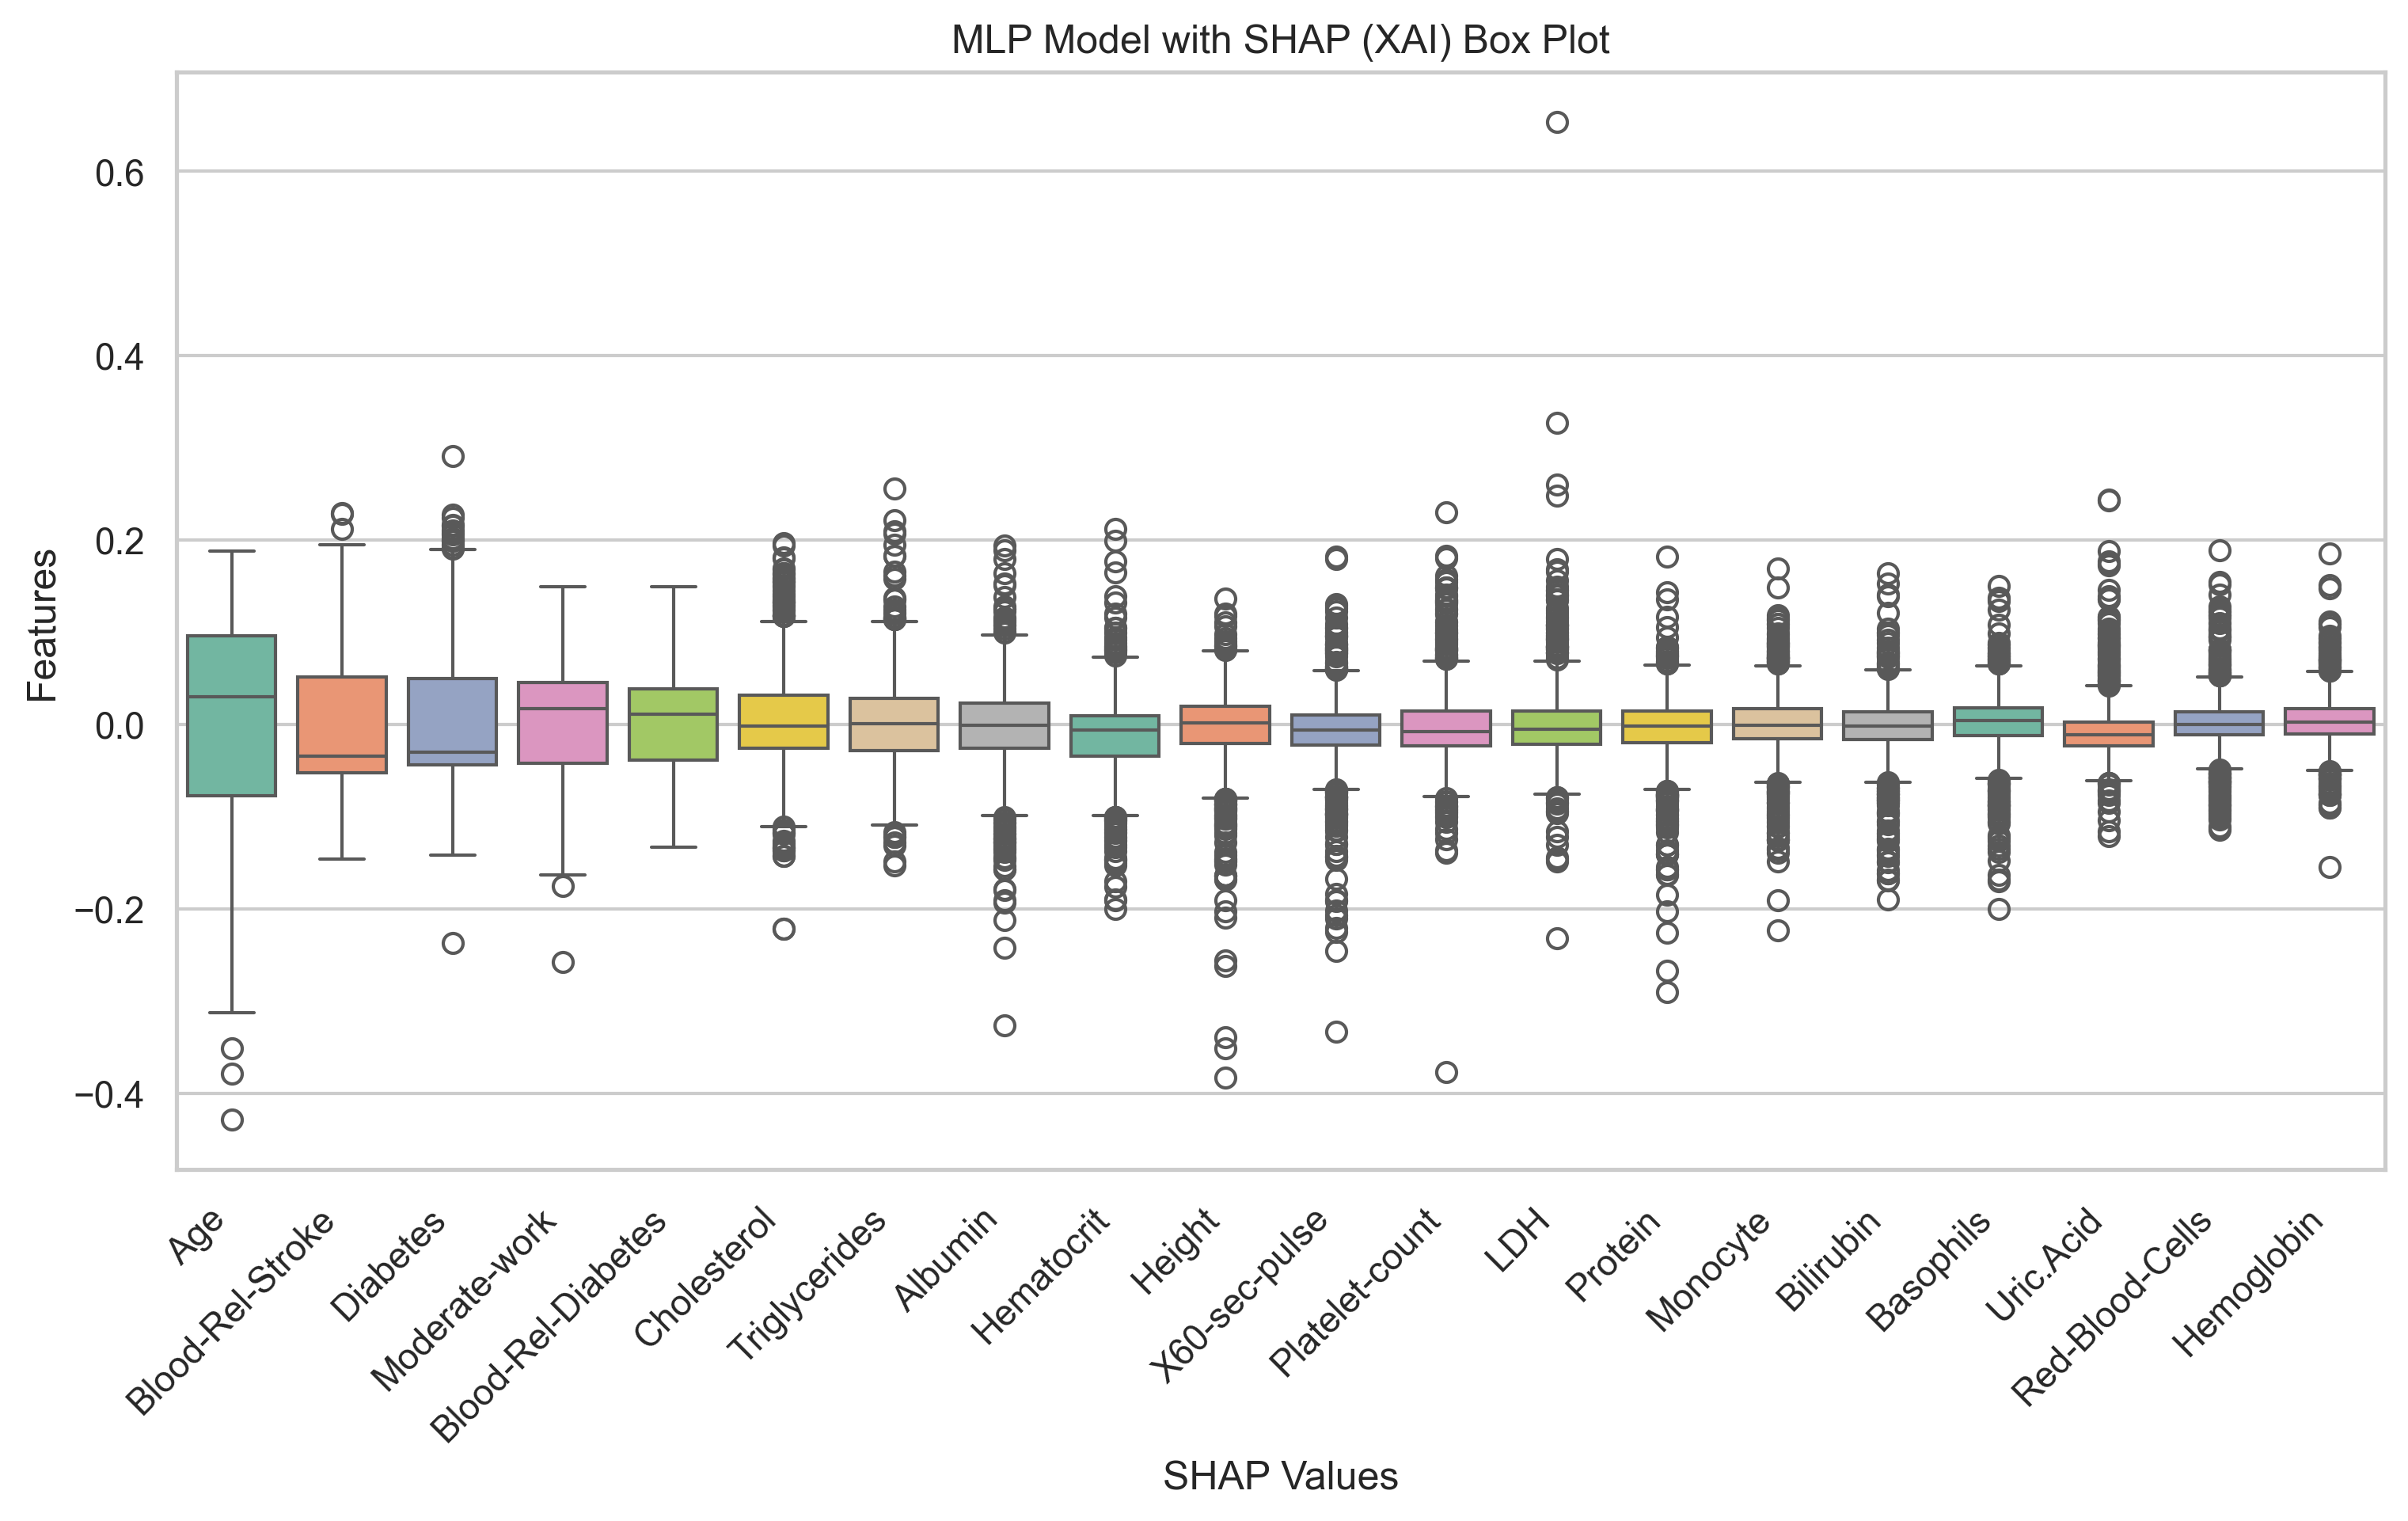 MLP Model with SHAP (XAI) Box Plot
Features
0.6
0.4
0.2
0.0
−0.2
−0.4
Age
Blood-Rel-Stroke
Diabetes
Moderate-work
Blood-Rel-Diabetes
Cholesterol
Triglycerides
Albumin
Hematocrit
Height
X60-sec-pulse
Platelet-count
LDH
Protein
Monocyte
Bilirubin
Basophils
Uric.Acid
Red-Blood-Cells
Hemoglobin
SHAP Values